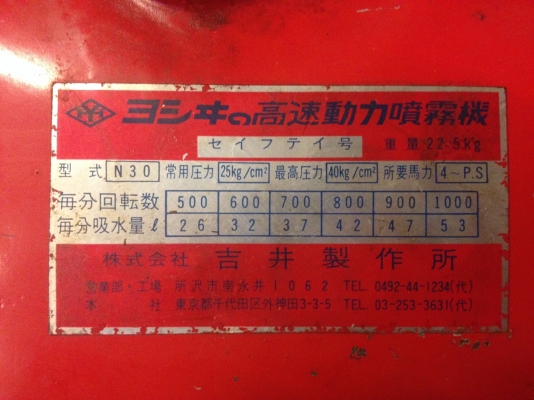 ヨシヰの高速動力噴霧機
セイフテイ号 重量22.5kg
型式 N30 常用圧力 25kg/cm² 最高圧力 40kg/cm² 所要馬力 4~P.S
毎分回転数 500 600 700 800 900 1000
毎分吸水量ℓ 26 32 37 42 47 53
株式会社 吉井製作所
営業部・工場 所沢市南永井1062 TEL.0492-44-1234(代)
本社 東京都千代田区外神田3-3-5 TEL.03-253-3631(代)